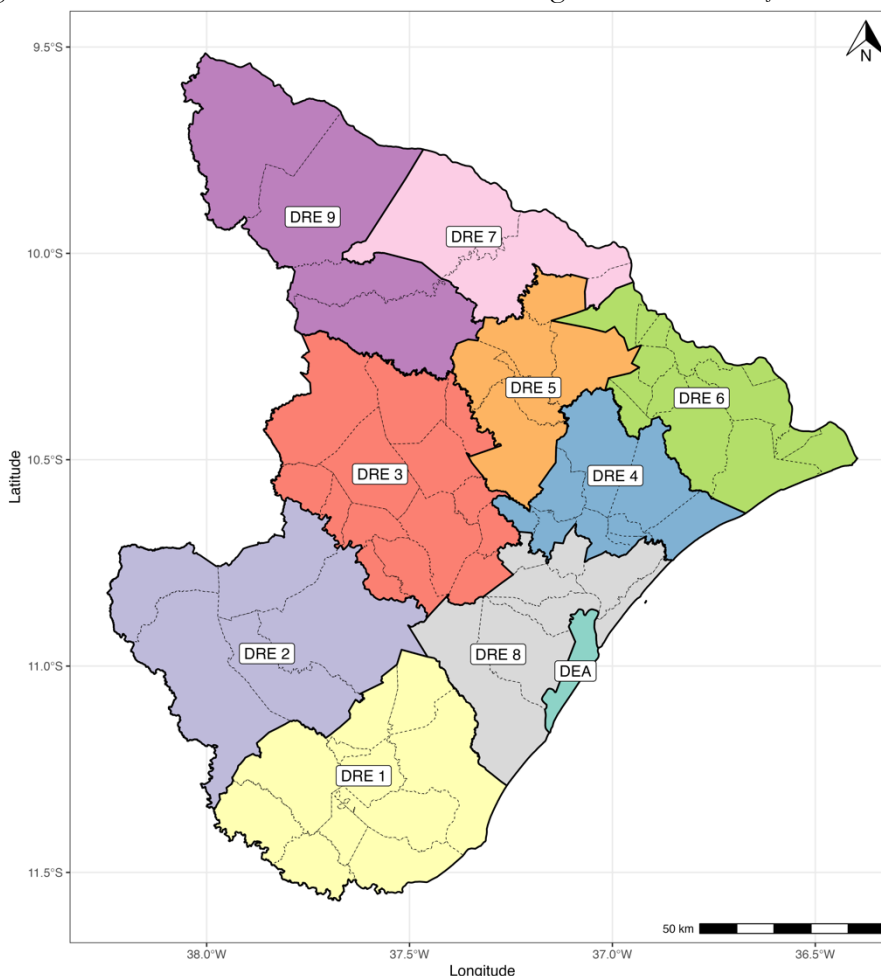 9.5°S
N
DRE 9
DRE 7
10.0°S
DRE 5
DRE 6
10.5°S
DRE 3
DRE 4
Latitude
DRE 2
DRE 8
11.0°S
DEA
DRE 1
11.5°S
50 km
38.0°W 37.5°W 37.0°W 36.5°W
Longitude